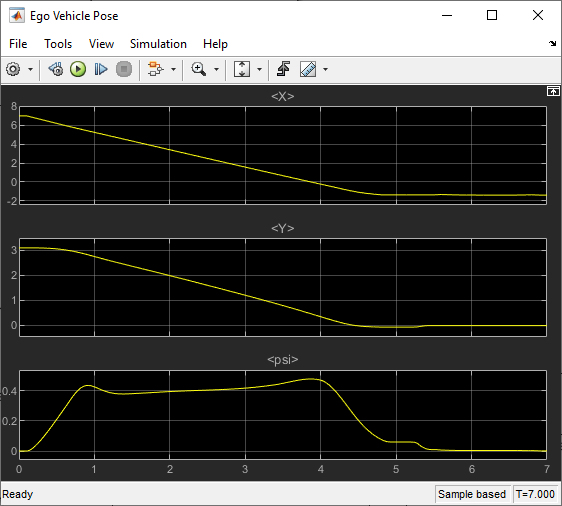 Ego Vehicle Pose
File Tools View Simulation Help
<X>
8
6
4
2
0
-2
<Y>
3
2
1
0
<psi>
0.4
0.2
0
0 1 2 3 4 5 6 7
Ready Sample based T=7.000